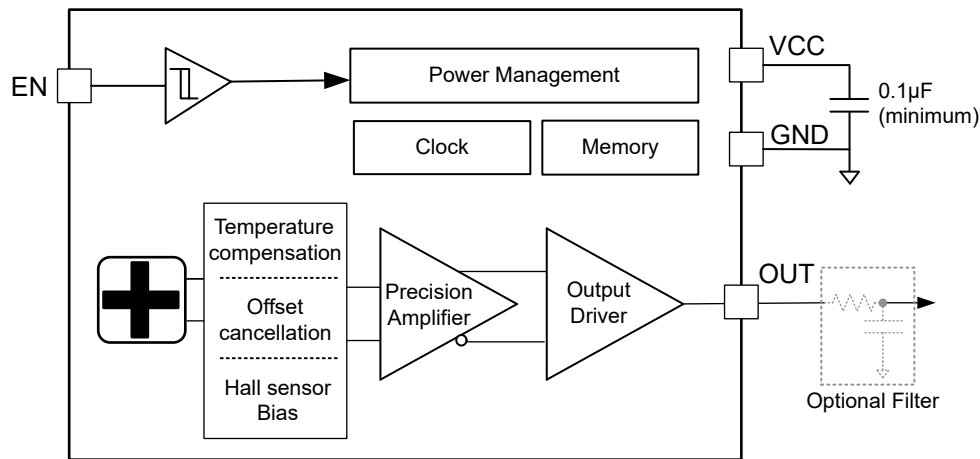 EN
Power Management
Clock
Memory
VCC
0.1µF
(minimum)
GND
Temperature
compensation
Offset
cancellation
Hall sensor
Bias
Precision
Amplifier
Output
Driver
OUT
Optional Filter